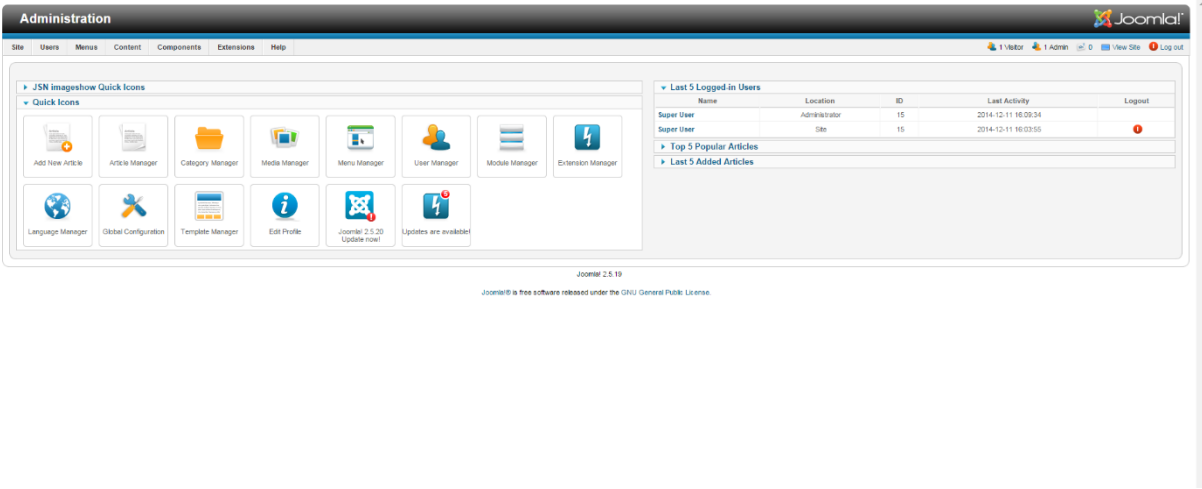 Administration
Joomla!
Site Users Menus Content Components Extensions Help
1 Visitor 1 Admin 0 View Site Log out
JSN imageshow Quick Icons
Quick Icons
Add New Article Article Manager Category Manager Media Manager Menu Manager User Manager Module Manager Extension Manager
5
Language Manager Global Configuration Template Manager Edit Profile Joomla! 2.5.20 Updates are available!
Update now!
Last 5 Logged-in Users
Name Location ID Last Activity Logout
Super User Administrator 15 2014-12-11 16:09:34
Super User Site 15 2014-12-11 16:03:55
Top 5 Popular Articles
Last 5 Added Articles
Joomla! 2.5.19
Joomla!® is free software released under the GNU General Public License.